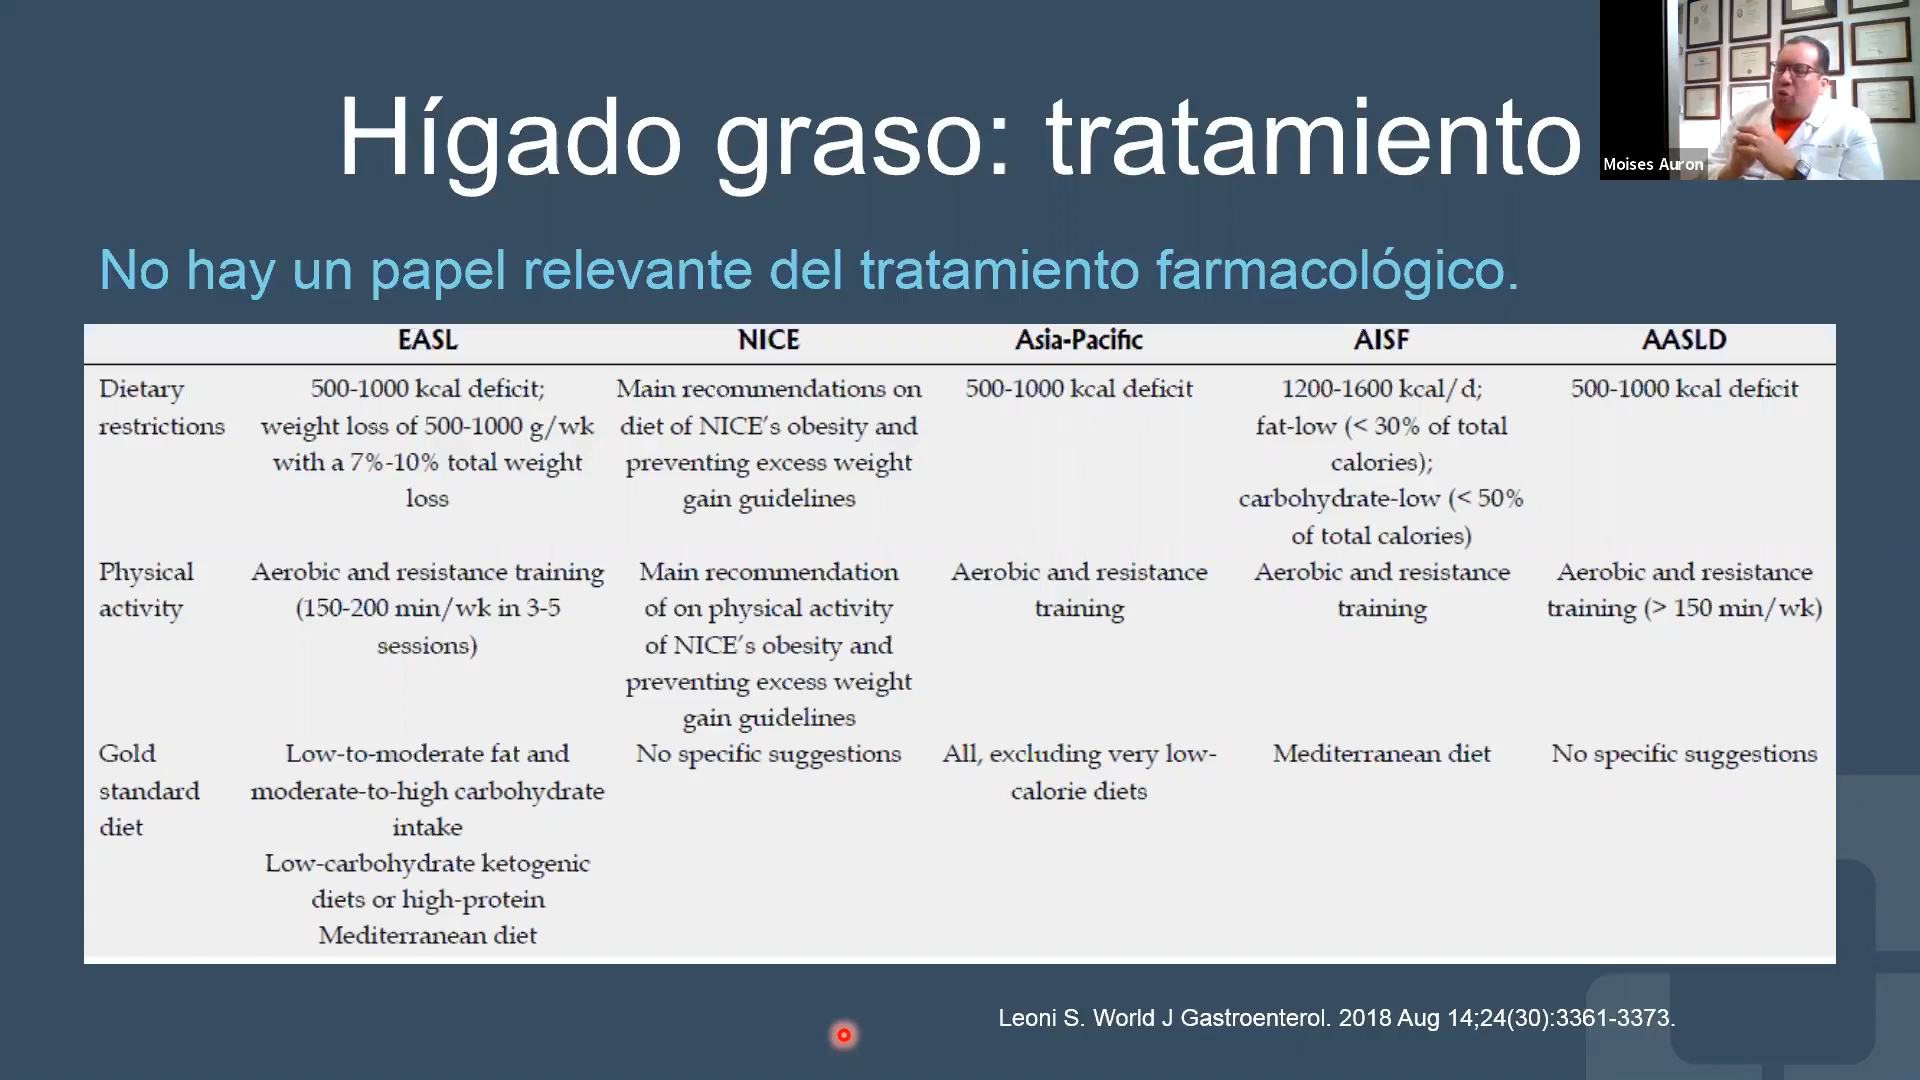 Hígado graso: tratamiento
Moises Auron
No hay un papel relevante del tratamiento farmacológico.
EASL NICE Asia-Pacific AISF AASLD
Dietary 500-1000 kcal deficit; Main recommendations on 500-1000 kcal deficit 1200-1600 kcal/d; 500-1000 kcal deficit
restrictions weight loss of 500-1000 g/wk diet of NICE's obesity and fat-low (< 30% of total
with a 7%-10% total weight preventing excess weight calories);
loss gain guidelines carbohydrate-low (< 50%
of total calories)
Physical Aerobic and resistance training Main recommendation Aerobic and resistance Aerobic and resistance Aerobic and resistance
activity (150-200 min/wk in 3-5 of on physical activity training training training (> 150 min/wk)
sessions) of NICE's obesity and
preventing excess weight
gain guidelines
Gold Low-to-moderate fat and No specific suggestions All, excluding very low- Mediterranean diet No specific suggestions
standard moderate-to-high carbohydrate calorie diets
diet intake
Low-carbohydrate ketogenic
diets or high-protein
Mediterranean diet
Leoni S. World J Gastroenterol. 2018 Aug 14;24(30):3361-3373.